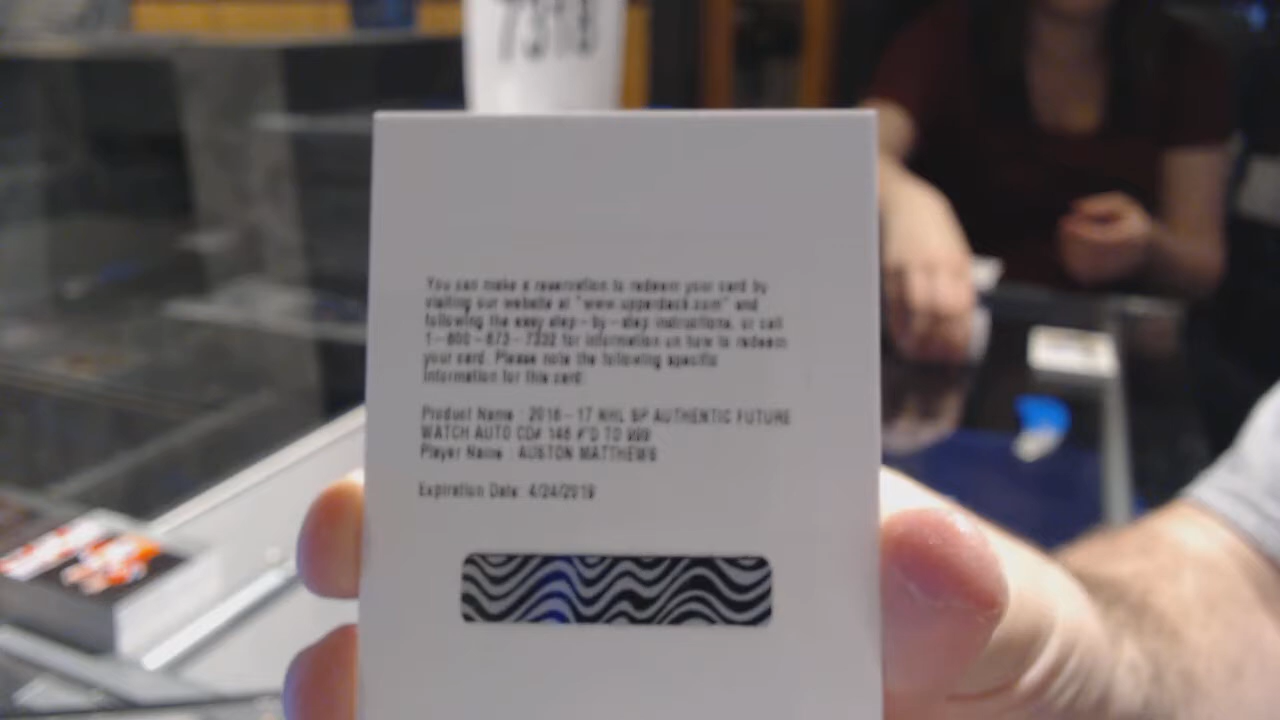 7318
You can make a reservation to redeem your card by
visiting our website at "www.upperdeck.com" and
following the easy step-by-step instructions, or call
1-800-873-7332 for information on how to redeem
your card. Please note the following specific
information for this card:
Product Name : 2016-17 NHL SP AUTHENTIC FUTURE
WATCH AUTO CD# 146 #'D TO 999
Player Name : AUSTON MATTHEWS
Expiration Date: 4/24/2019